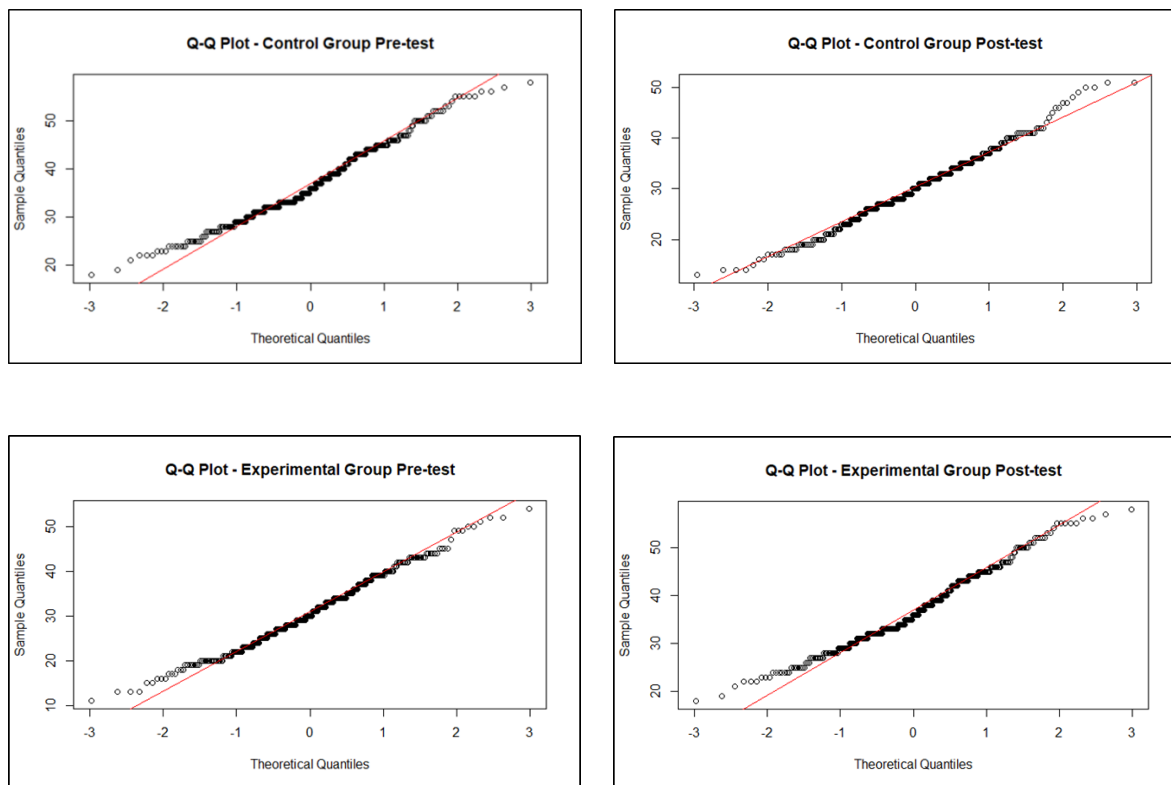 Q-Q Plot - Control Group Pre-test
Sample Quantiles
50
40
30
20
-3 -2 -1 0 1 2 3
Theoretical Quantiles
Q-Q Plot - Control Group Post-test
Sample Quantiles
50
40
30
20
-3 -2 -1 0 1 2 3
Theoretical Quantiles
Q-Q Plot - Experimental Group Pre-test
Sample Quantiles
50
40
30
20
10
-3 -2 -1 0 1 2 3
Theoretical Quantiles
Q-Q Plot - Experimental Group Post-test
Sample Quantiles
50
40
30
20
-3 -2 -1 0 1 2 3
Theoretical Quantiles